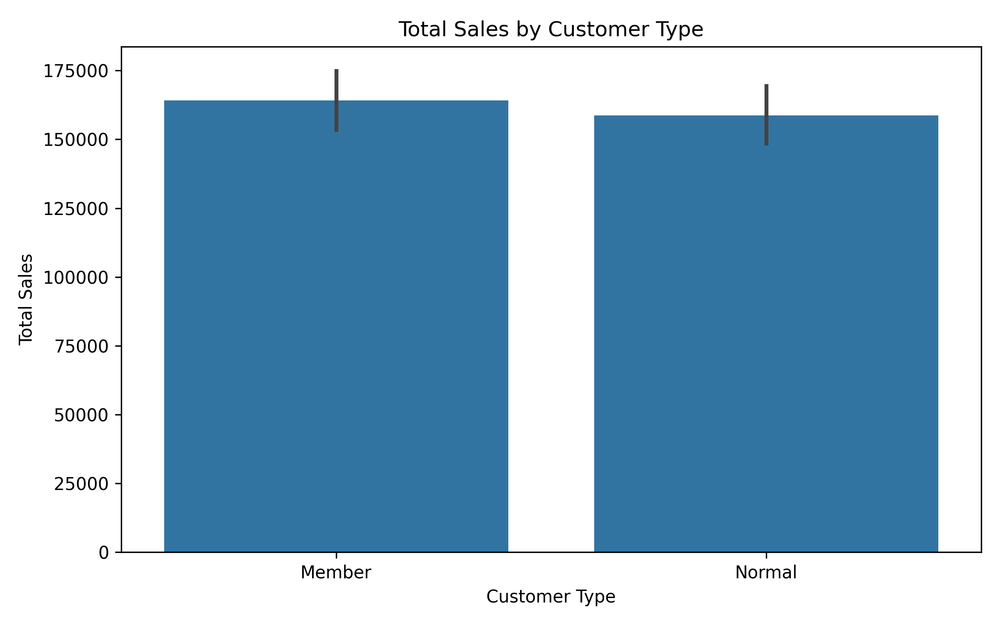 Total Sales by Customer Type
Total Sales
175000
150000
125000
100000
75000
50000
25000
0
Member Normal
Customer Type